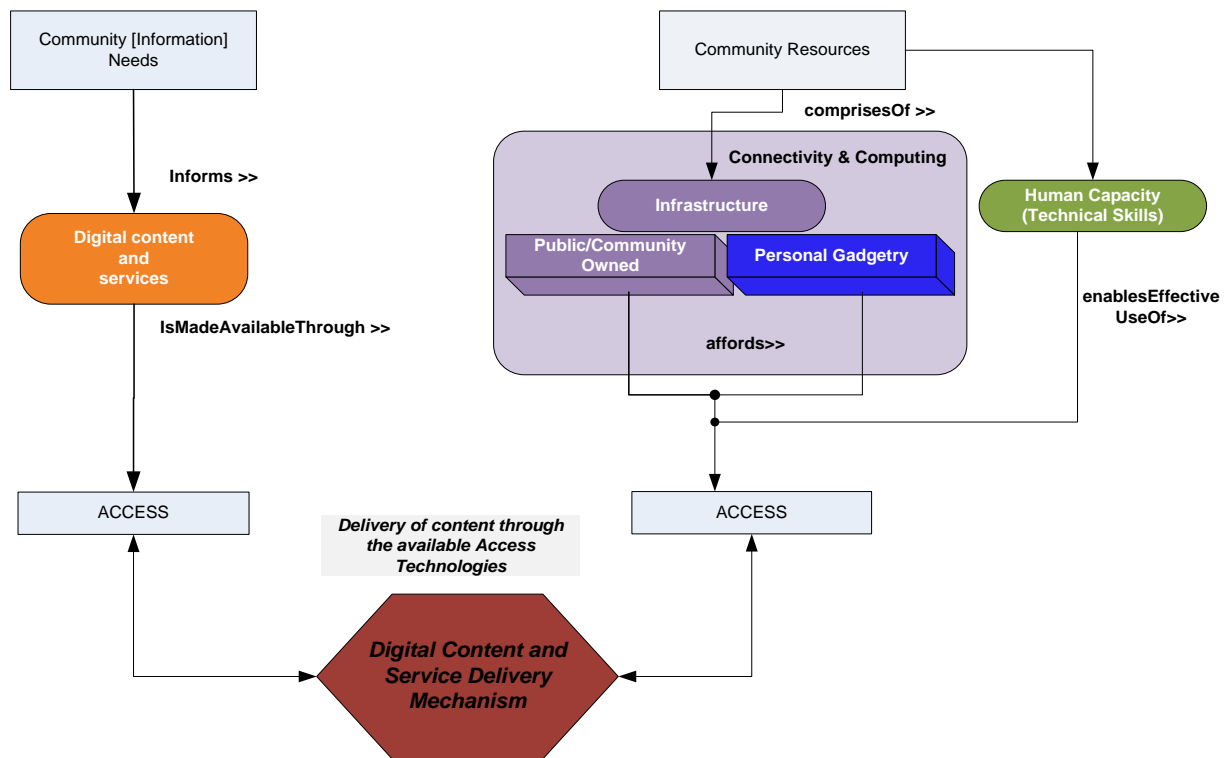 Community [Information]
Needs
Community Resources
comprisesOf >>
Connectivity & Computing
Informs >>
Infrastructure
Human Capacity
(Technical Skills)
Digital content
and
services
Public/Community
Owned
Personal Gadgetry
enablesEffective
UseOf>>
IsMadeAvailableThrough >>
affords>>
ACCESS
ACCESS
Delivery of content through
the available Access
Technologies
Digital Content and
Service Delivery
Mechanism